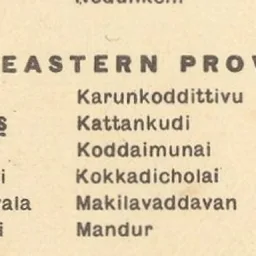 EASTERN PROV
Karunkoddittivu
Kattankudi
Koddaimunai
Kokkadicholai
Makilavaddavan
Mandur